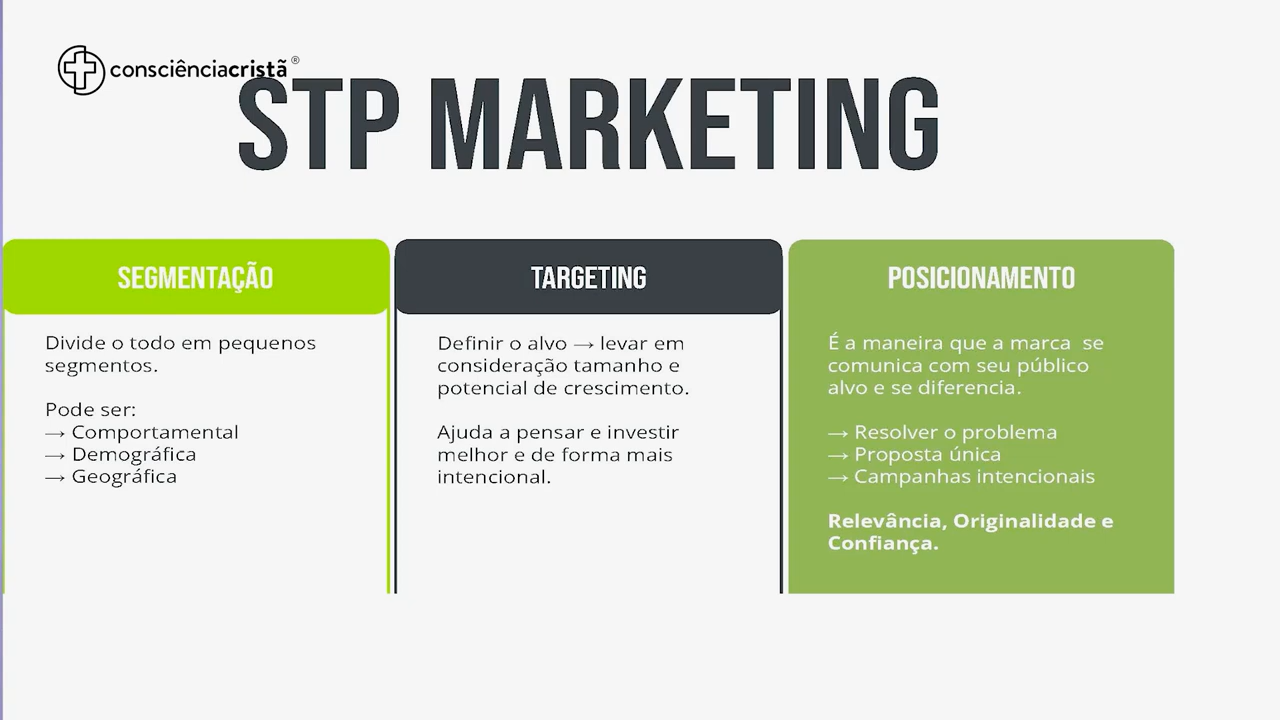 consciênciacristã®
STP MARKETING
SEGMENTAÇÃO
Divide o todo em pequenos
segmentos.
Pode ser:
→ Comportamental
→ Demográfica
→ Geográfica
TARGETING
Definir o alvo → levar em
consideração tamanho e
potencial de crescimento.
Ajuda a pensar e investir
melhor e de forma mais
intencional.
POSICIONAMENTO
É a maneira que a marca  se
comunica com seu público
alvo e se diferencia.
→ Resolver o problema
→ Proposta única
→ Campanhas intencionais
Relevância, Originalidade e
Confiança.